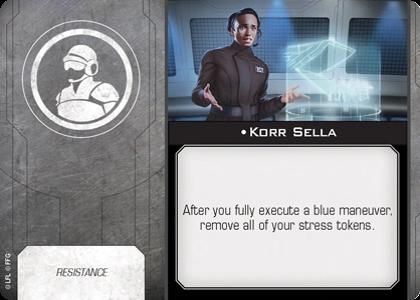 • KORR SELLA
After you fully execute a blue maneuver,
remove all of your stress tokens.
RESISTANCE
© LFL © FFG